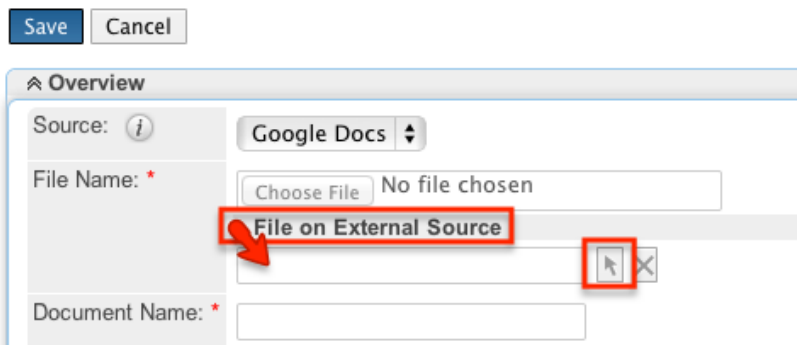 Save Cancel
Overview
Source: i Google Docs
File Name: * Choose File No file chosen
File on External Source
Document Name: *